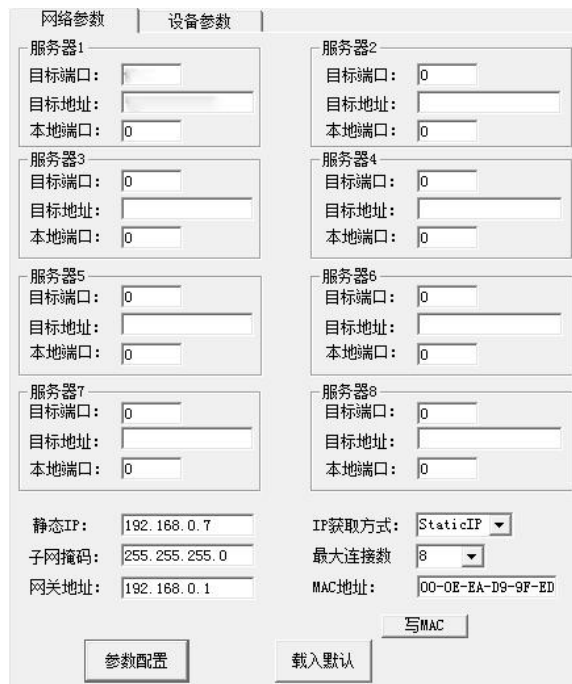 网络参数 设备参数
服务器1 服务器2
目标端口: 目标端口: 0
目标地址: 目标地址:
本地端口: 0 本地端口: 0
服务器3 服务器4
目标端口: 0 目标端口: 0
目标地址: 目标地址:
本地端口: 0 本地端口: 0
服务器5 服务器6
目标端口: 0 目标端口: 0
目标地址: 目标地址:
本地端口: 0 本地端口: 0
服务器7 服务器8
目标端口: 0 目标端口: 0
目标地址: 目标地址:
本地端口: 0 本地端口: 0
静态IP: 192.168.0.7 IP获取方式: StaticIP
子网掩码: 255.255.255.0 最大连接数 8
网关地址: 192.168.0.1 MAC地址: 00-0E-EA-D9-9F-ED
写MAC
参数配置 载入默认